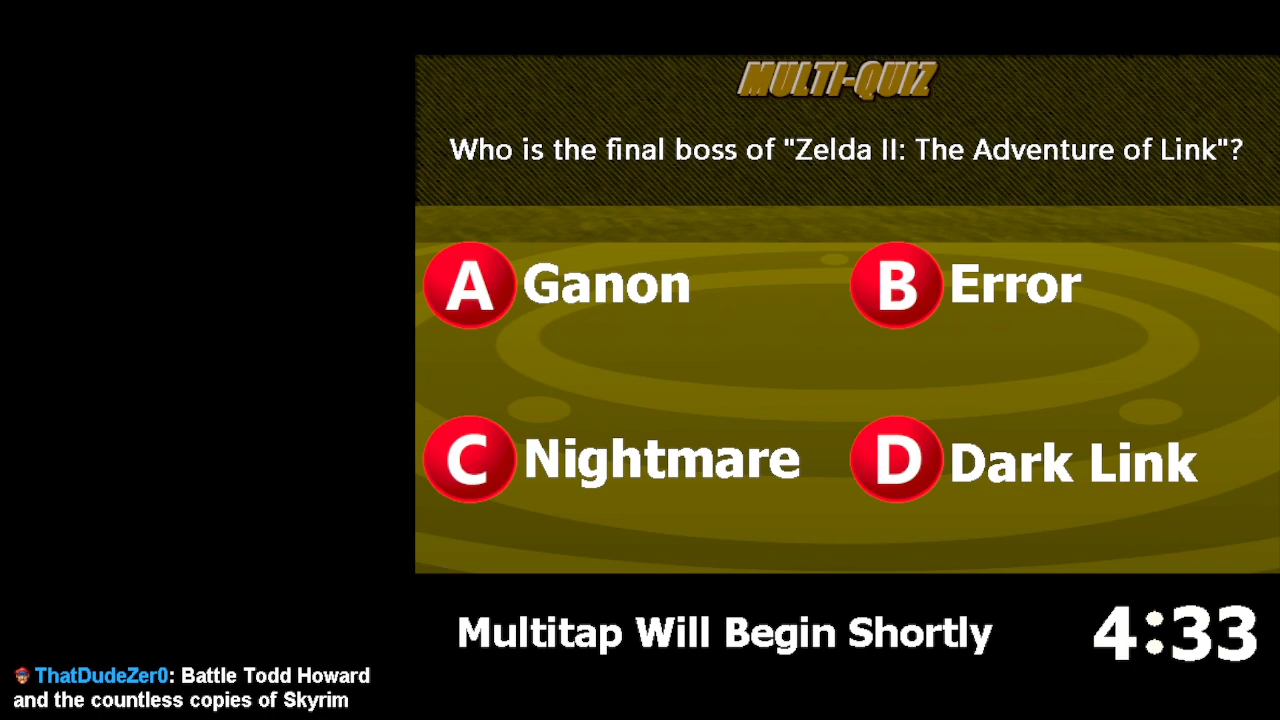 MULTI-QUIZ
Who is the final boss of "Zelda II: The Adventure of Link"?
A Ganon
B Error
C Nightmare
D Dark Link
Multitap Will Begin Shortly 4:33
ThatDudeZer0: Battle Todd Howard
and the countless copies of Skyrim